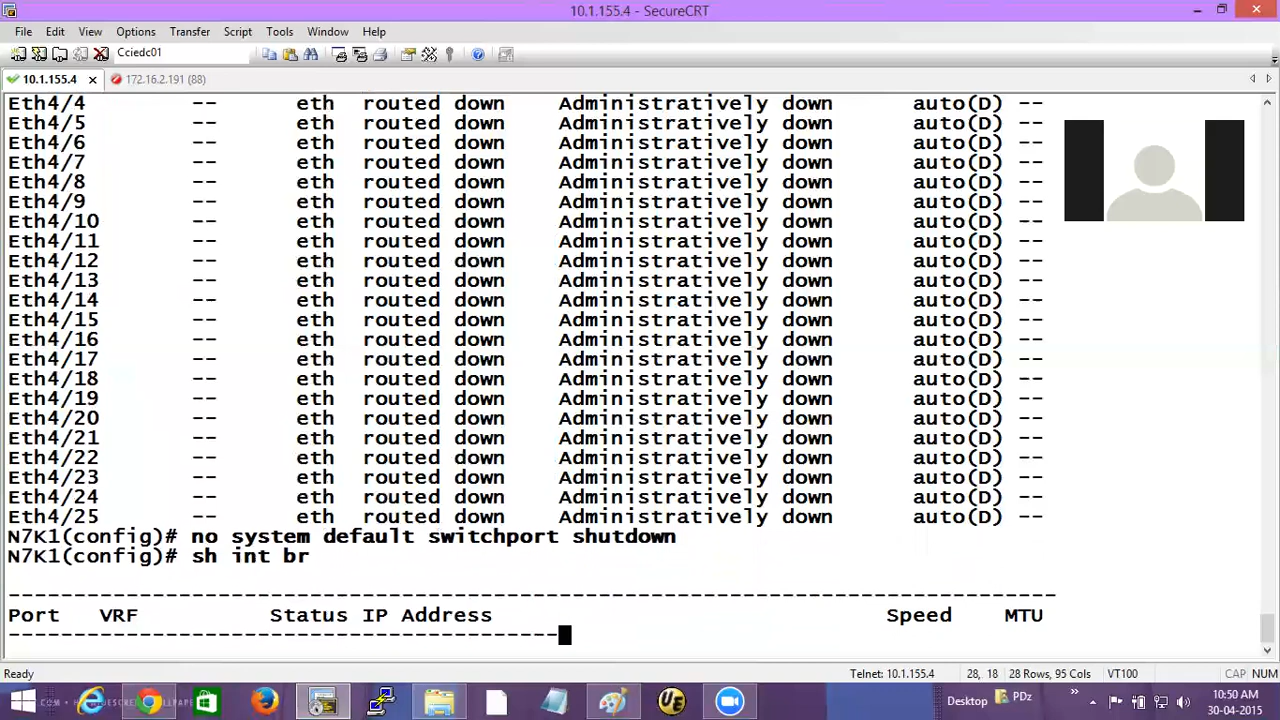 10.1.155.4 - SecureCRT
File Edit View Options Transfer Script Tools Window Help
Cciedc01
10.1.155.4 172.16.2.191 (88)
Eth4/4 -- eth routed down Administratively down auto(D) --
Eth4/5 -- eth routed down Administratively down auto(D) --
Eth4/6 -- eth routed down Administratively down auto(D) --
Eth4/7 -- eth routed down Administratively down auto(D) --
Eth4/8 -- eth routed down Administratively down auto(D) --
Eth4/9 -- eth routed down Administratively down auto(D) --
Eth4/10 -- eth routed down Administratively down auto(D) --
Eth4/11 -- eth routed down Administratively down auto(D) --
Eth4/12 -- eth routed down Administratively down auto(D) --
Eth4/13 -- eth routed down Administratively down auto(D) --
Eth4/14 -- eth routed down Administratively down auto(D) --
Eth4/15 -- eth routed down Administratively down auto(D) --
Eth4/16 -- eth routed down Administratively down auto(D) --
Eth4/17 -- eth routed down Administratively down auto(D) --
Eth4/18 -- eth routed down Administratively down auto(D) --
Eth4/19 -- eth routed down Administratively down auto(D) --
Eth4/20 -- eth routed down Administratively down auto(D) --
Eth4/21 -- eth routed down Administratively down auto(D) --
Eth4/22 -- eth routed down Administratively down auto(D) --
Eth4/23 -- eth routed down Administratively down auto(D) --
Eth4/24 -- eth routed down Administratively down auto(D) --
Eth4/25 -- eth routed down Administratively down auto(D) --
N7K1(config)# no system default switchport shutdown
N7K1(config)# sh int br
--------------------------------------------------------------------------------
Port VRF Status IP Address Speed MTU
------------------------------------------
Ready Telnet: 10.1.155.4 28, 18 28 Rows, 95 Cols VT100 CAP NUM
Desktop PDz 10:50 AM
30-04-2015